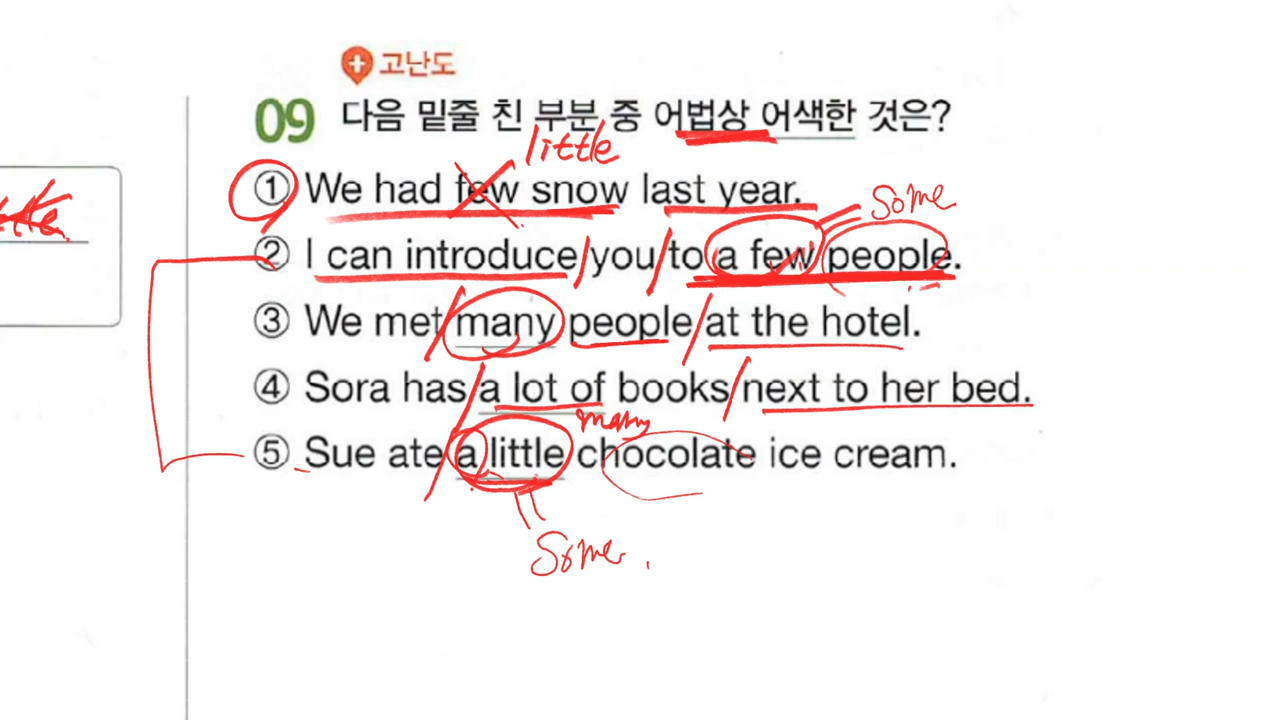 고난도
09 다음 밑줄 친 부분 중 어법상 어색한 것은?
little
① We had few snow last year.
some
② I can introduce you to a few people.
③ We met many people at the hotel.
④ Sora has a lot of books next to her bed.
many
⑤ Sue ate a little chocolate ice cream.
Some.